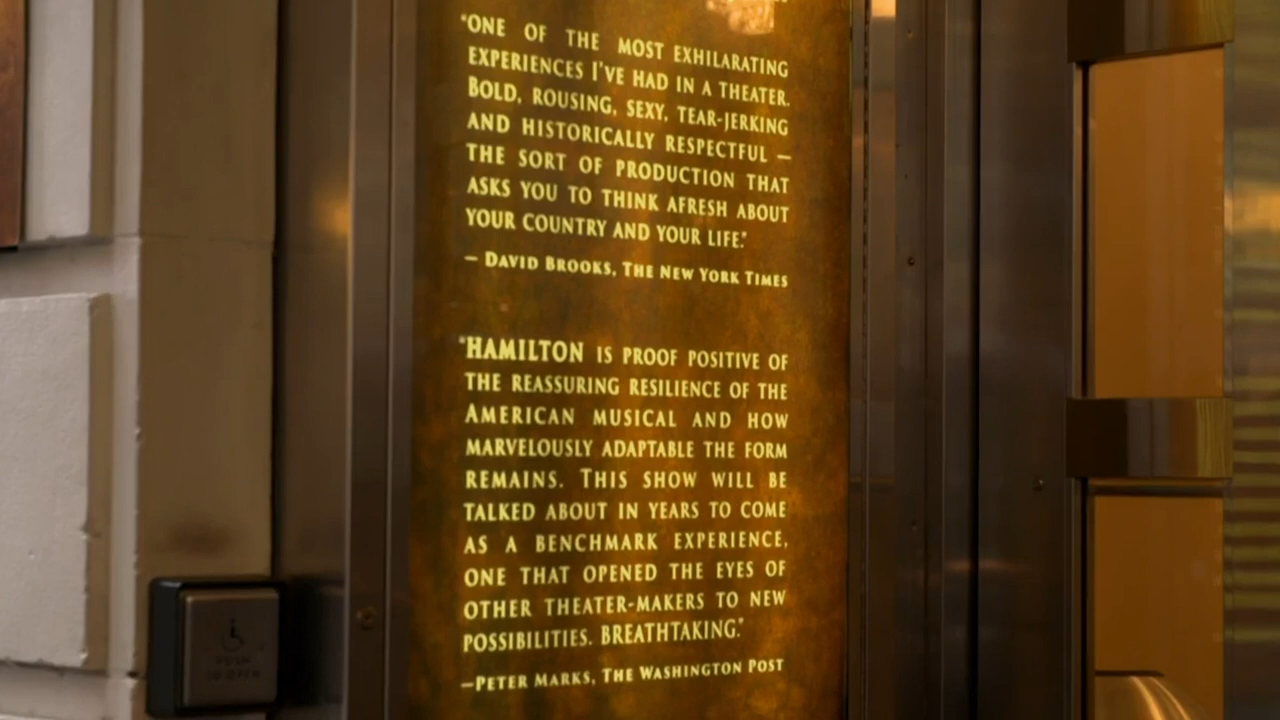 "ONE OF THE MOST EXHILARATING
EXPERIENCES I'VE HAD IN A THEATER.
BOLD, ROUSING, SEXY, TEAR-JERKING
AND HISTORICALLY RESPECTFUL —
THE SORT OF PRODUCTION THAT
ASKS YOU TO THINK AFRESH ABOUT
YOUR COUNTRY AND YOUR LIFE."
— DAVID BROOKS, THE NEW YORK TIMES
"HAMILTON IS PROOF POSITIVE OF
THE REASSURING RESILIENCE OF THE
AMERICAN MUSICAL AND HOW
MARVELOUSLY ADAPTABLE THE FORM
REMAINS. THIS SHOW WILL BE
TALKED ABOUT IN YEARS TO COME
AS A BENCHMARK EXPERIENCE,
ONE THAT OPENED THE EYES OF
OTHER THEATER-MAKERS TO NEW
POSSIBILITIES. BREATHTAKING."
—PETER MARKS, THE WASHINGTON POST
PUSH
TO OPEN